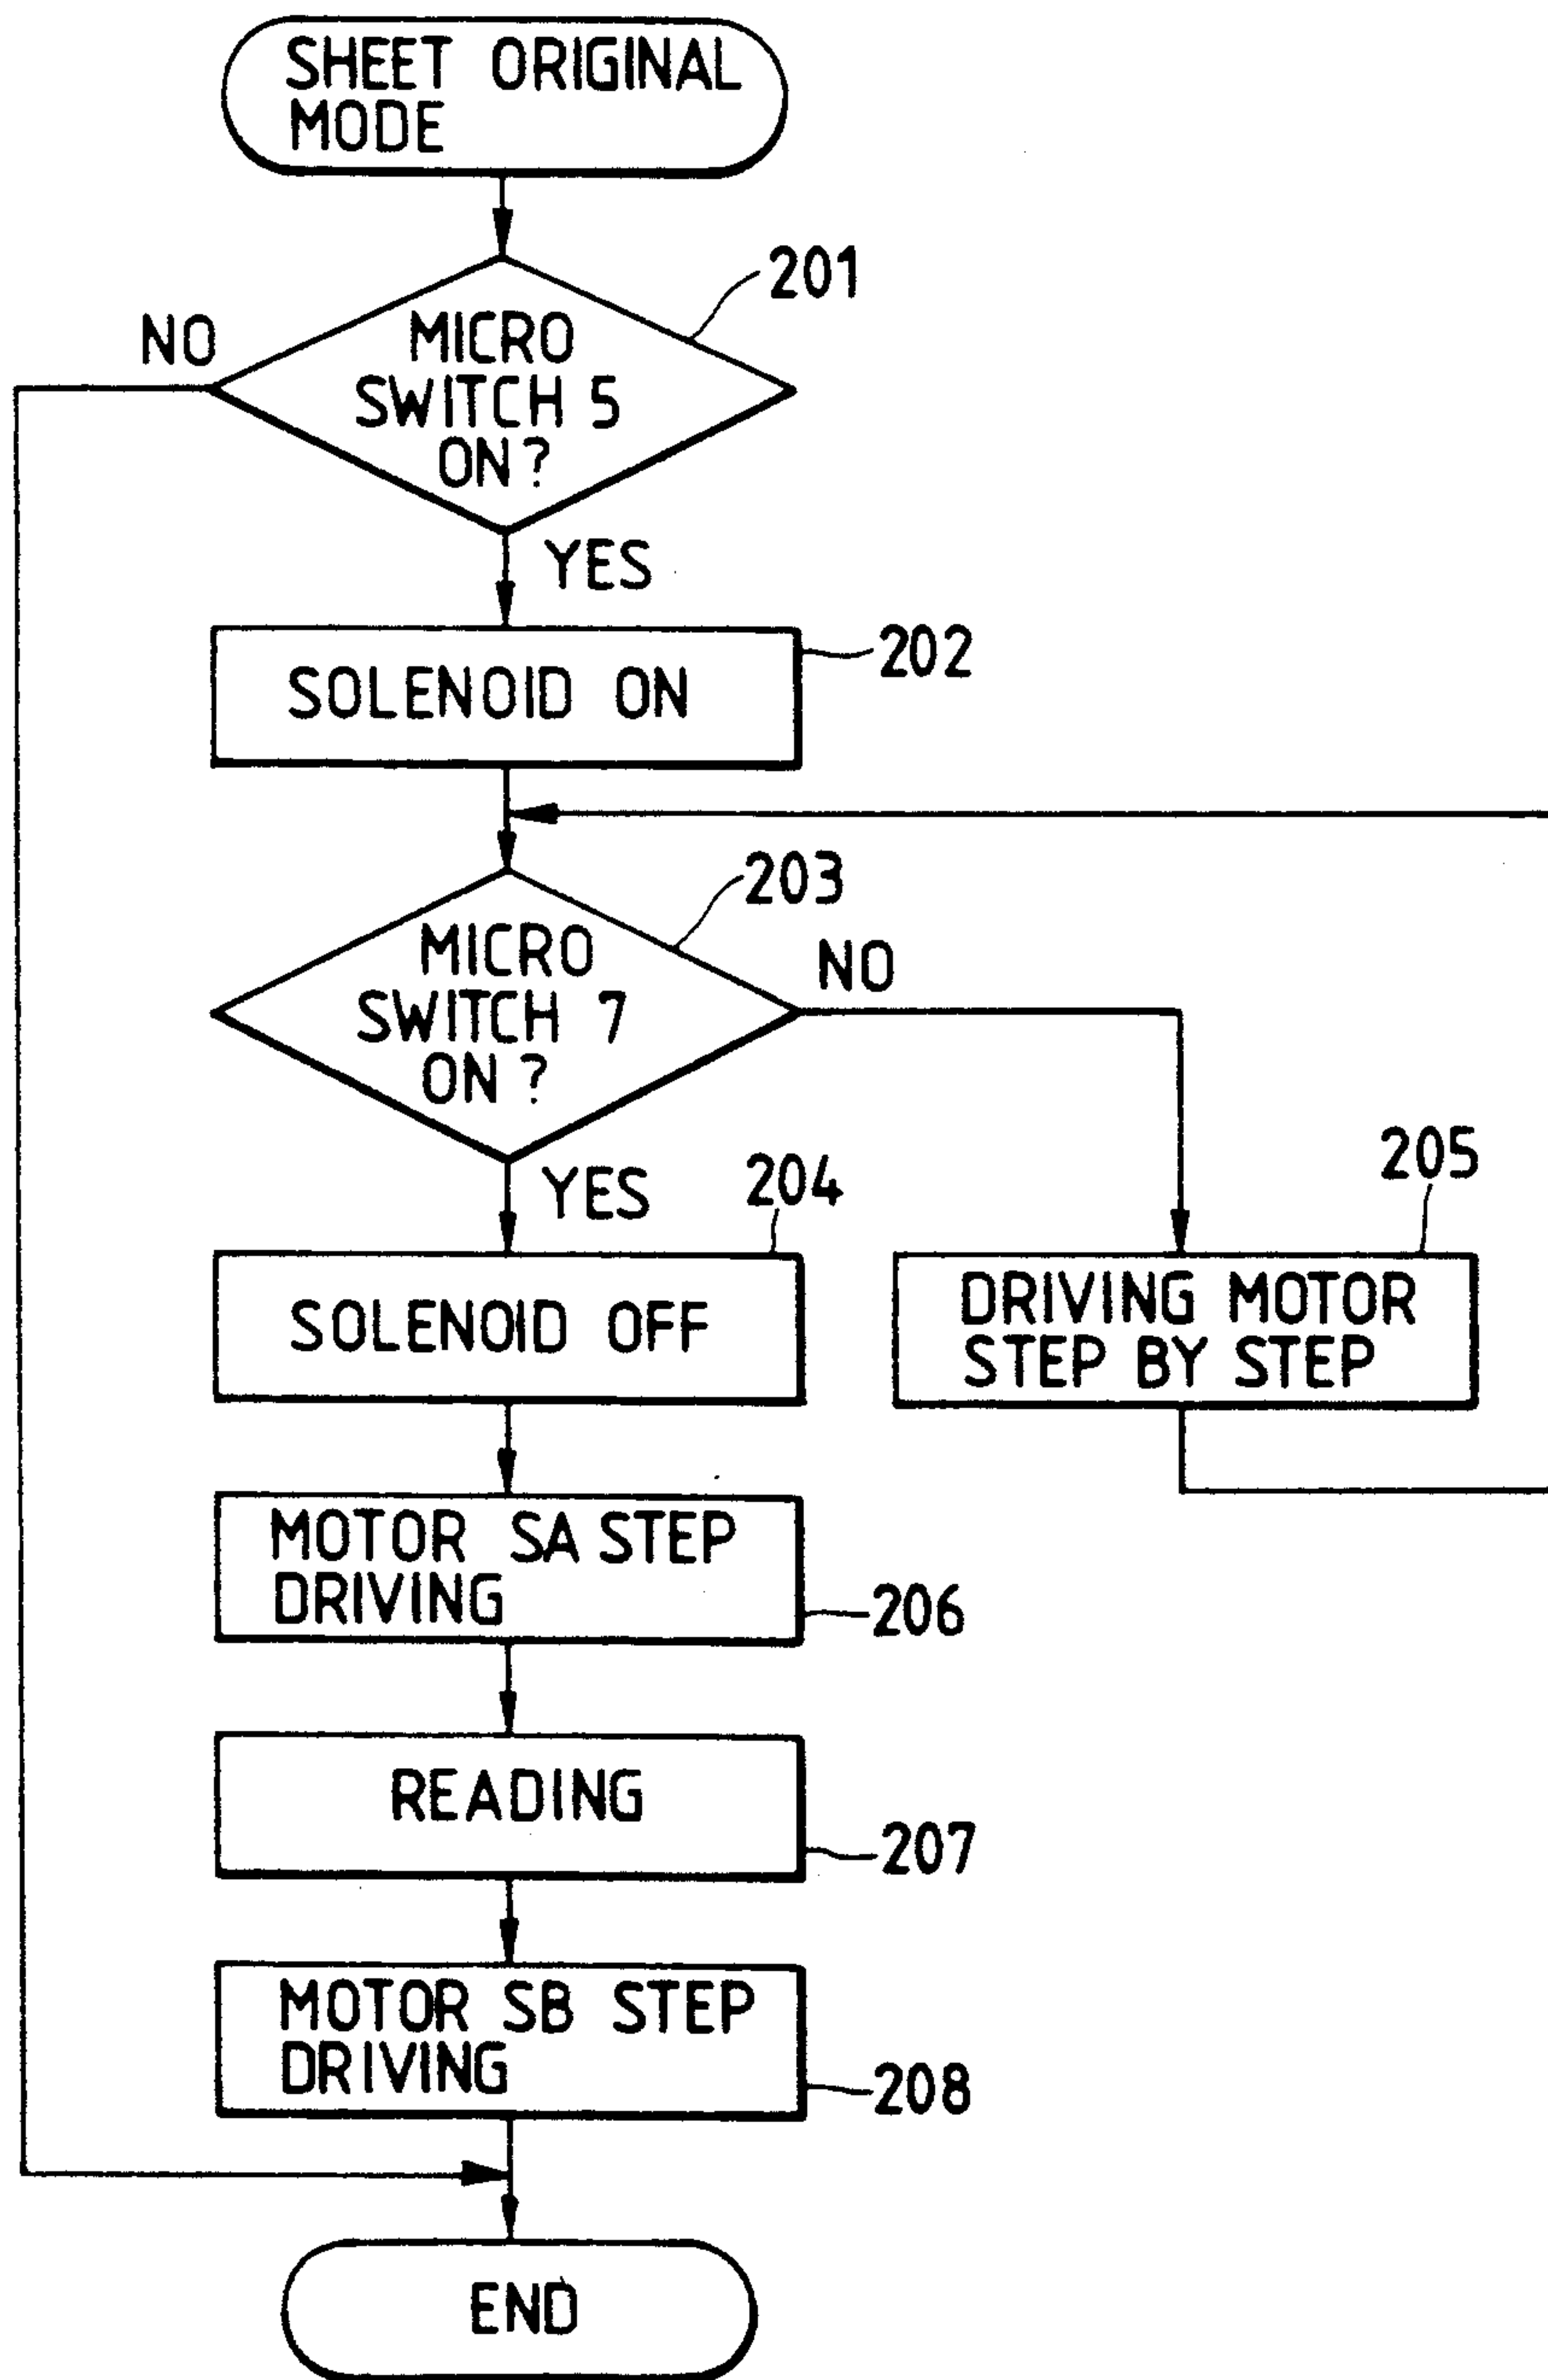 SHEET ORIGINAL
MODE
201
NO
MICRO
SWITCH 5
ON?
YES
202
SOLENOID ON
203
MICRO
SWITCH 7
ON?
NO
YES
204
205
SOLENOID OFF
DRIVING MOTOR
STEP BY STEP
MOTOR SA STEP
DRIVING
206
READING
207
MOTOR SB STEP
DRIVING
208
END